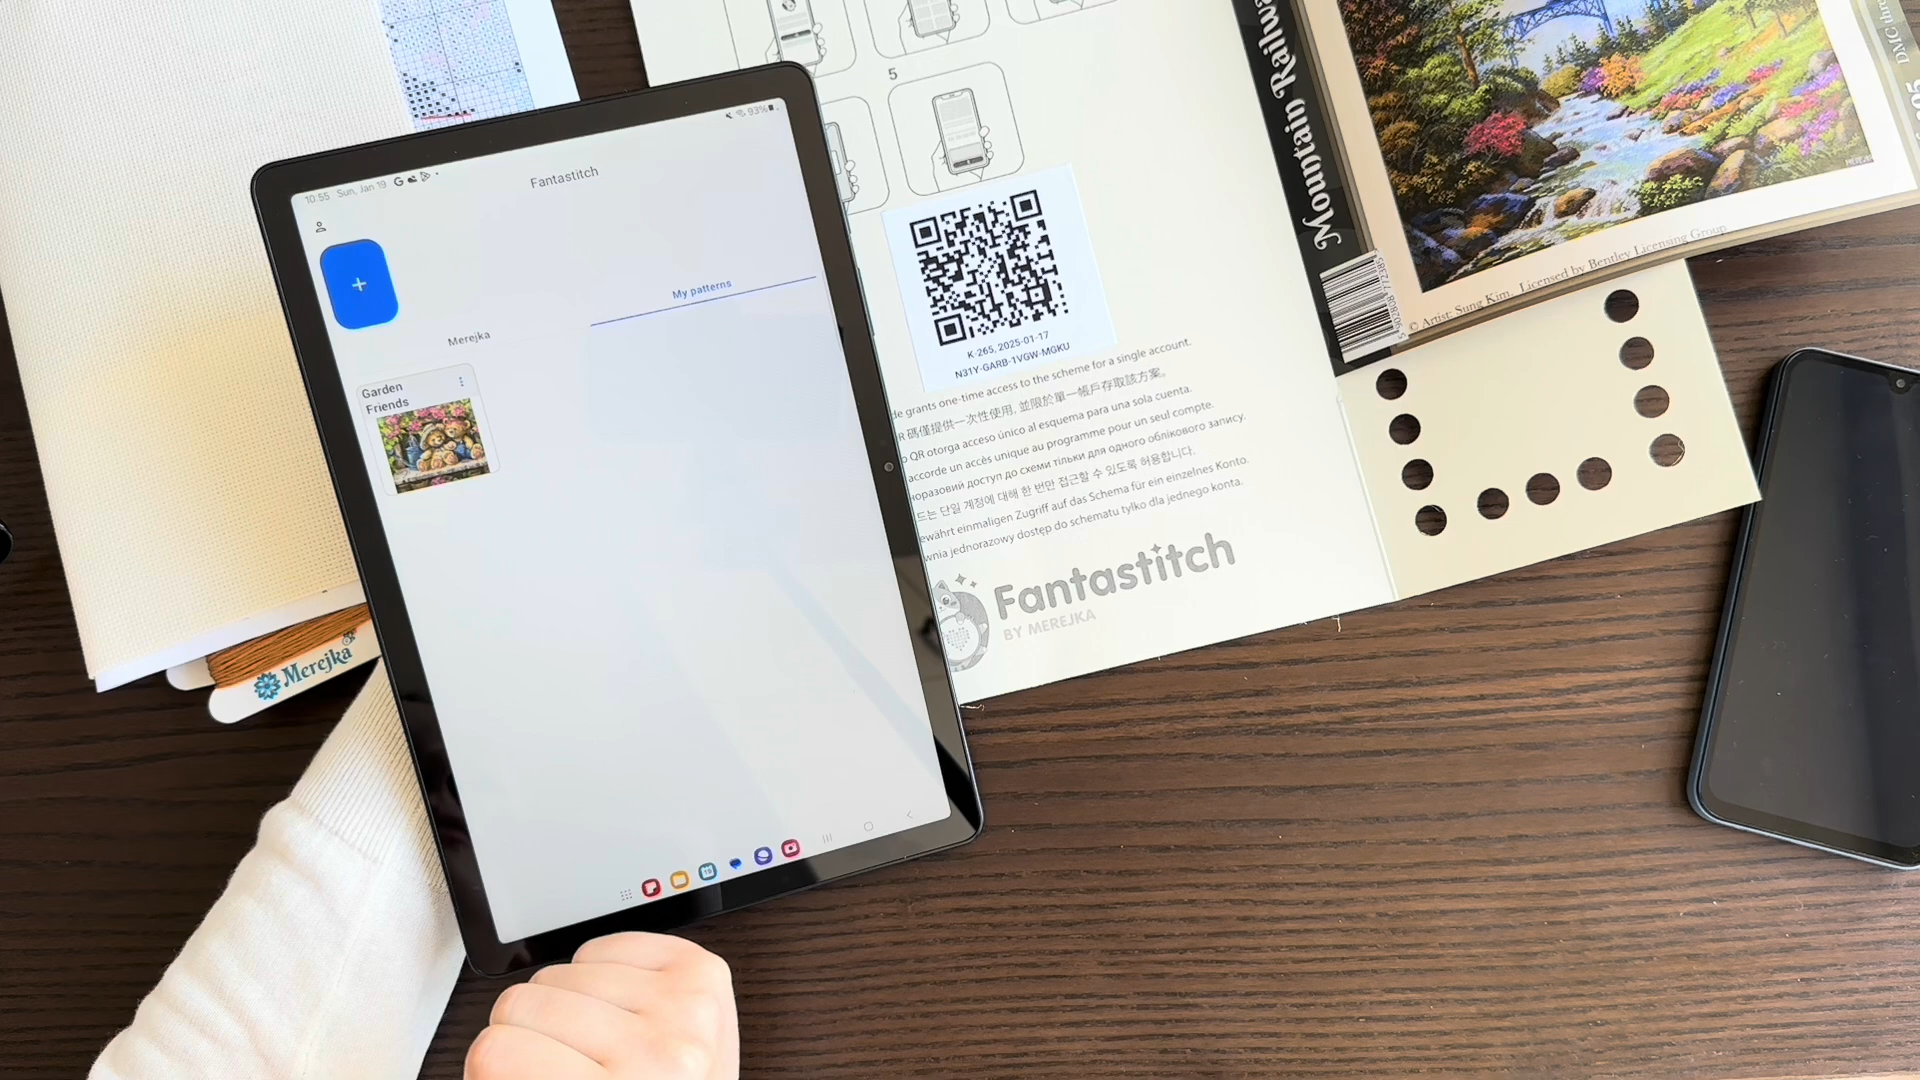 10:55 Sun, Jan 19
93%
Fantastitch
+
Merejka
My patterns
Garden
Friends
Merejka
5
K-265, 2025-01-17
N31Y-GARB-1VGW-MGKU
de grants one-time access to the scheme for a single account.
R 碼僅提供一次性使用, 並限於單一帳戶存取該方案。
QR otorga acceso único al esquema para una sola cuenta.
accorde un accès unique au programme pour un seul compte.
норазовий доступ до схеми тільки для одного облікового запису.
드는 단일 계정에 대해 한 번만 접근할 수 있도록 허용합니다.
ewährt einmaligen Zugriff auf das Schema für ein einzelnes Konto.
wnia jednorazowy dostęp do schematu tylko dla jednego konta.
Fantastitch
BY MEREJKA
Mountain Railwa
© Artist: Sung Kim, Licensed by Bentley Licensing Group